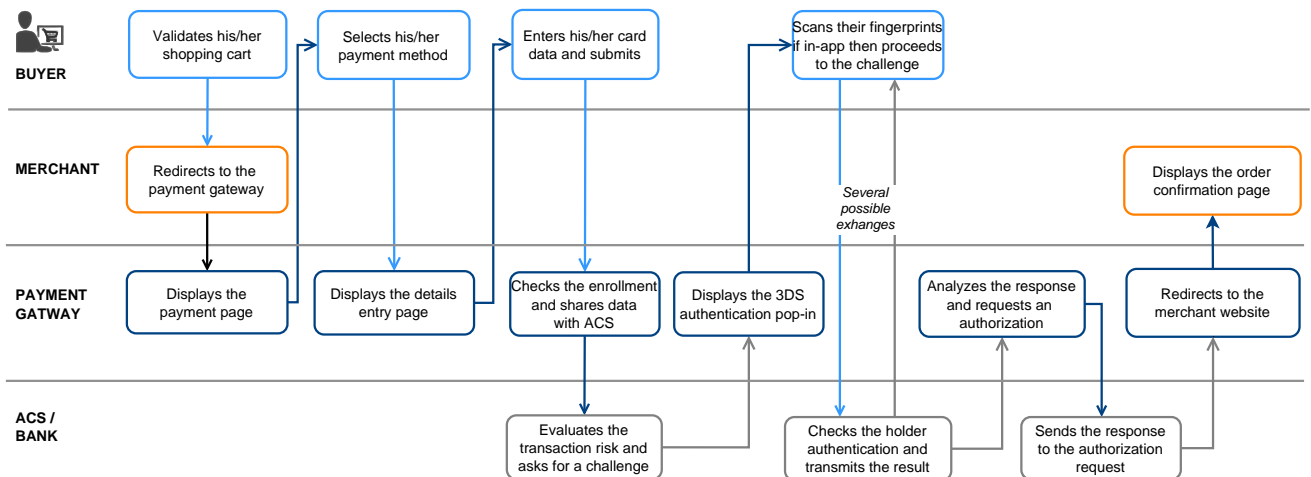 Validates his/her
shopping cart
Selects his/her
payment method
Enters his/her card
data and submits
Scans their fingerprints
if in-app then proceeds
to the challenge
BUYER
MERCHANT
Redirects to the
payment gateway
Displays the order
confirmation page
Several
possible
exhanges
PAYMENT
GATWAY
Displays the
payment page
Displays the details
entry page
Checks the enrollment
and shares data
with ACS
Displays the 3DS
authentication pop-in
Analyzes the response
and requests an
authorization
Redirects to the
merchant website
ACS /
BANK
Evaluates the
transaction risk and
asks for a challenge
Checks the holder
authentication and
transmits the result
Sends the response
to the authorization
request